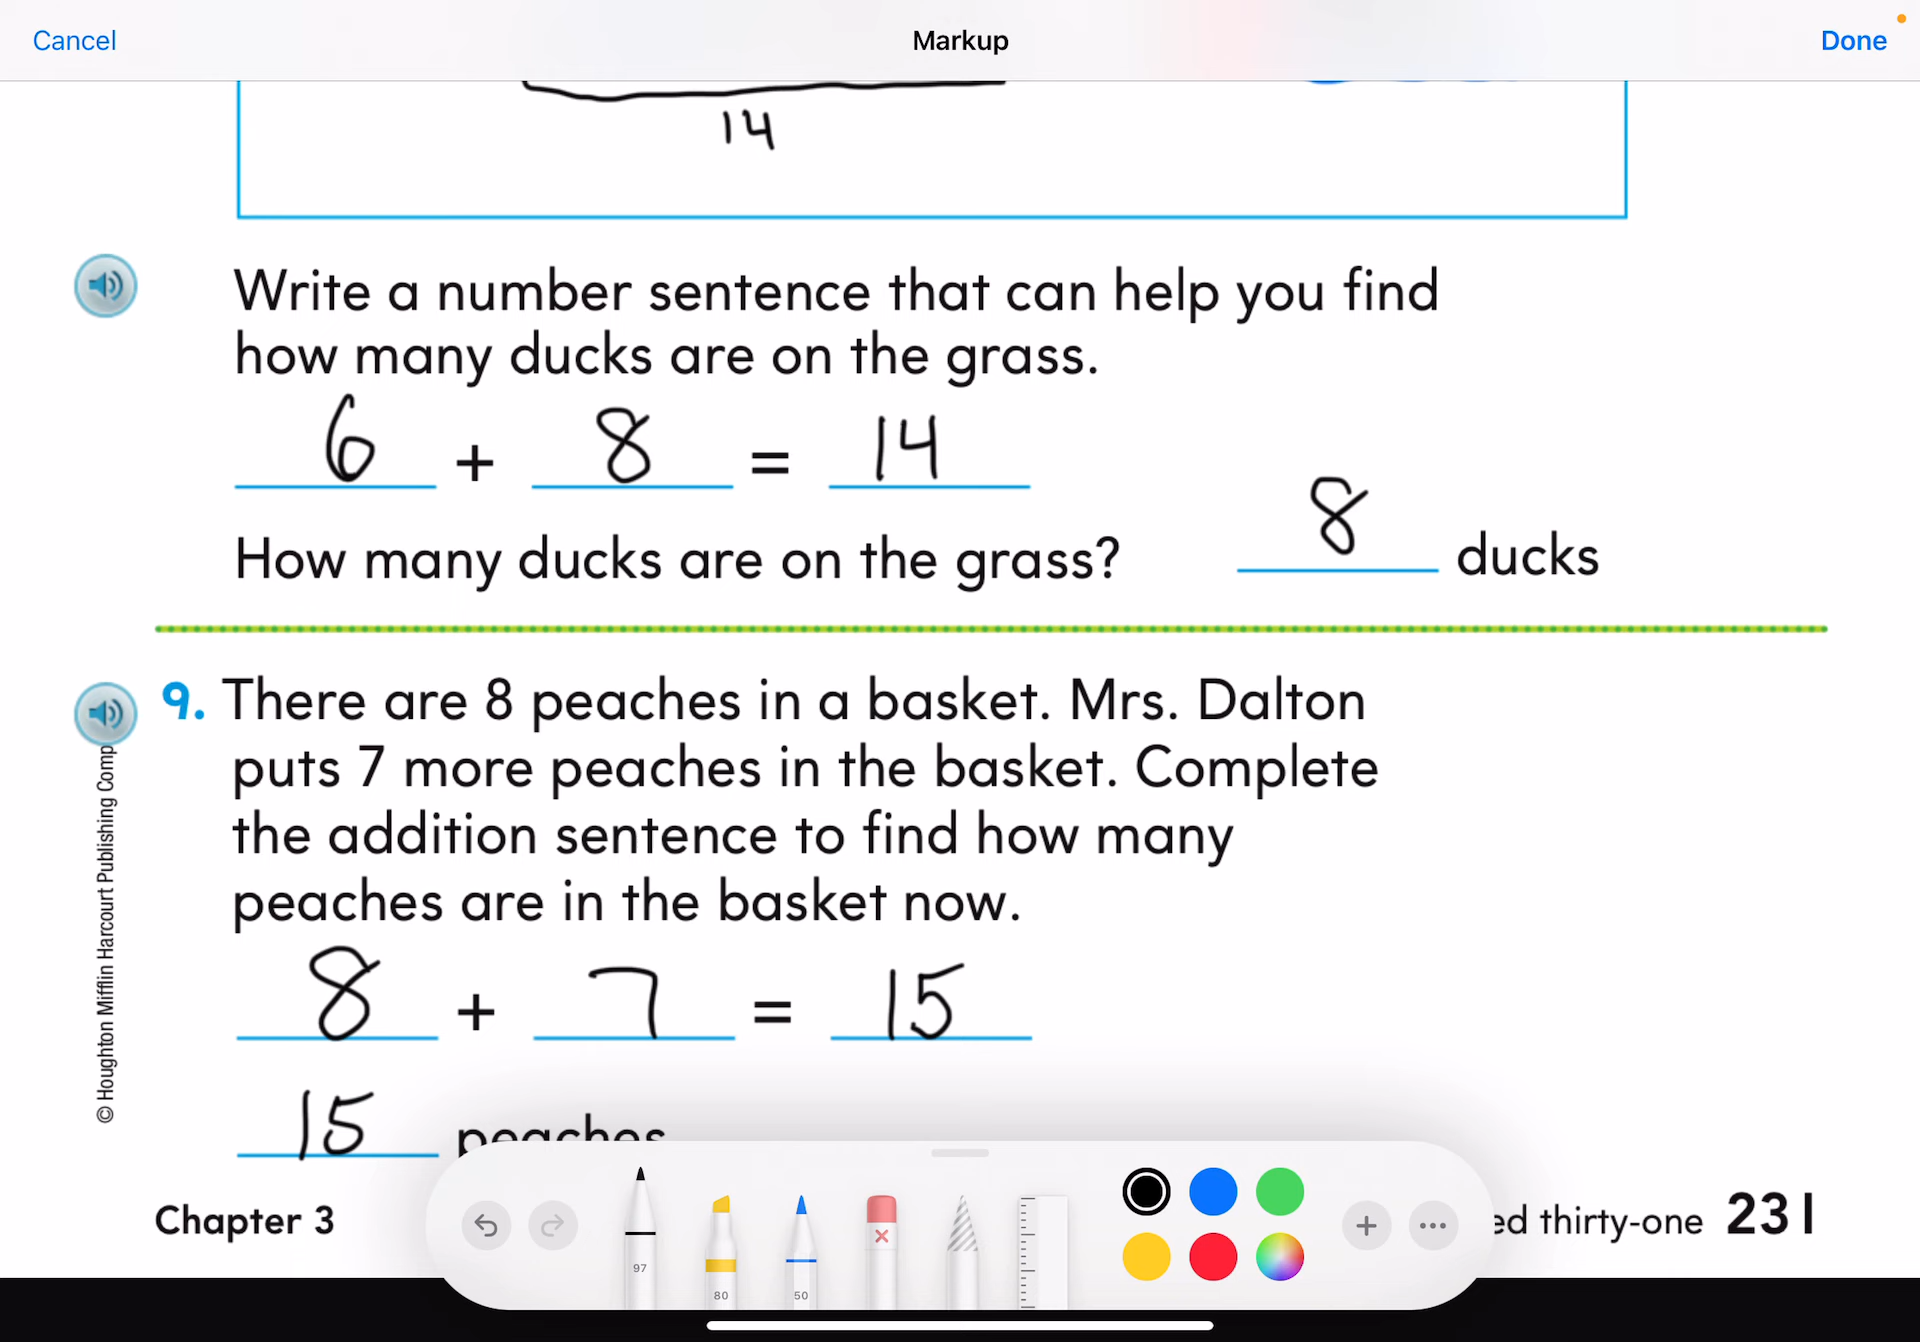 Cancel Markup Done
14
Write a number sentence that can help you find
how many ducks are on the grass.
6 + 8 = 14
How many ducks are on the grass? 8 ducks
9. There are 8 peaches in a basket. Mrs. Dalton
puts 7 more peaches in the basket. Complete
the addition sentence to find how many
peaches are in the basket now.
8 + 7 = 15
15 peaches
© Houghton Mifflin Harcourt Publishing Comp
Chapter 3 ed thirty-one 231
97 80 50